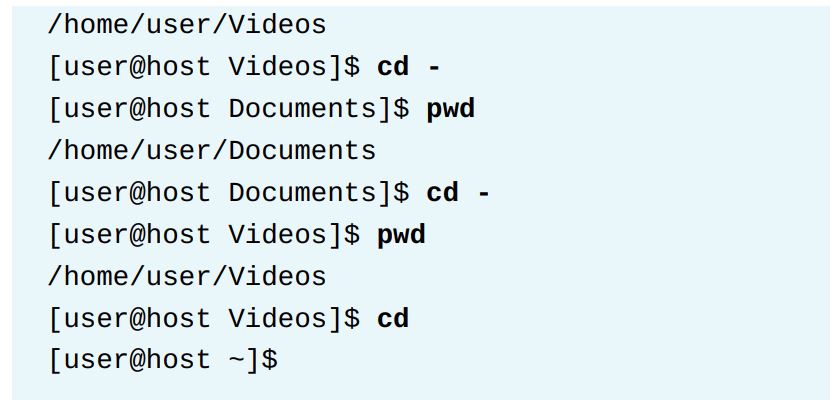 /home/user/Videos
[user@host Videos]$ cd -
[user@host Documents]$ pwd
/home/user/Documents
[user@host Documents]$ cd -
[user@host Videos]$ pwd
/home/user/Videos
[user@host Videos]$ cd
[user@host ~]$